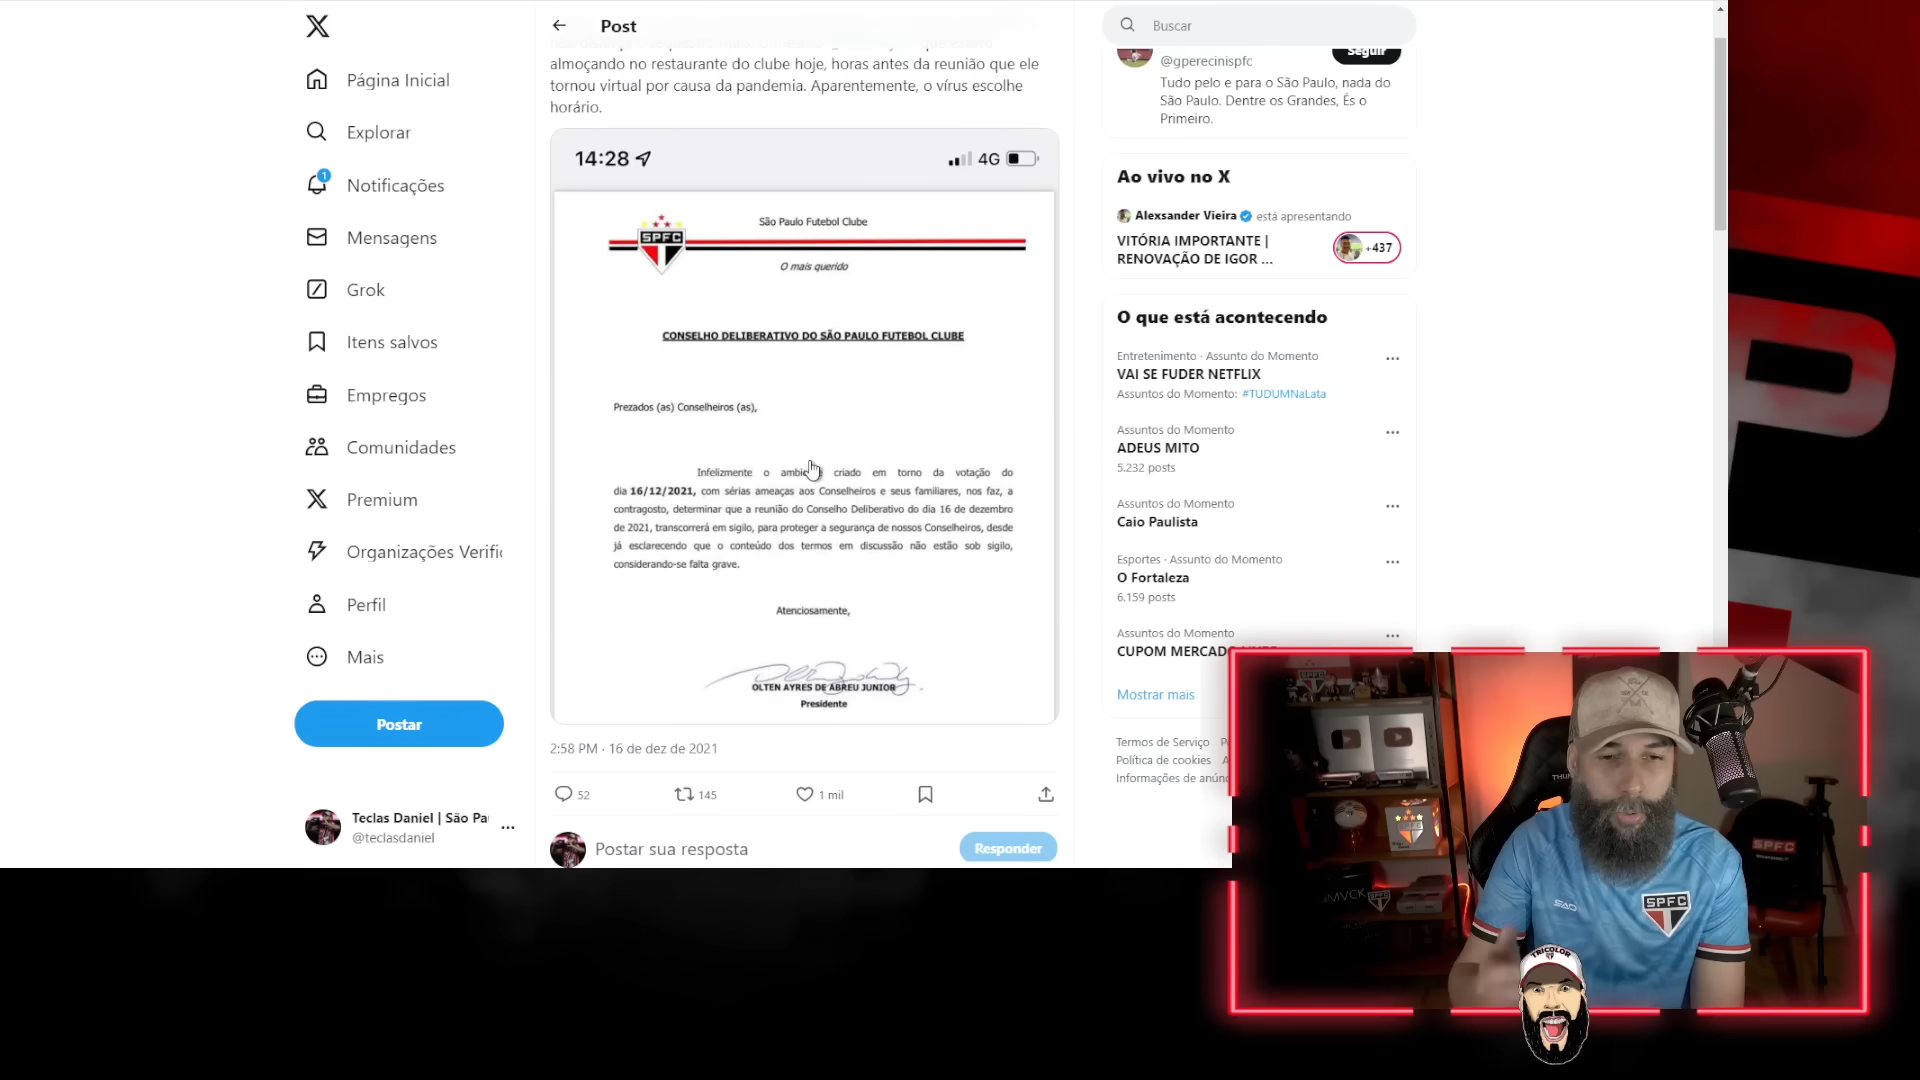 Post
almoçando no restaurante do clube hoje, horas antes da reunião que ele
tornou virtual por causa da pandemia. Aparentemente, o vírus escolhe
horário.
14:28
4G
São Paulo Futebol Clube
SPFC
O mais querido
CONSELHO DELIBERATIVO DO SÃO PAULO FUTEBOL CLUBE
Prezados (as) Conselheiros (as),
Infelizmente o criado em torno da votação do
dia 16/12/2021, com sérias ameaças aos Conselheiros e seus familiares, nos faz, a
contragosto, determinar que a reunião do Conselho Deliberativo do dia 16 de dezembro
de 2021, transcorrerá em sigilo, para proteger a segurança de nossos Conselheiros, desde
já esclarecendo que o conteúdo dos termos em discussão não estão sob sigilo,
considerando-se falta grave.
Atenciosamente,
OLTEN AYRES DE ABREU JUNIOR
Presidente
2:58 PM · 16 de dez de 2021
52
145
1 mil
Postar sua resposta
Responder
Página Inicial
Explorar
1
Notificações
Mensagens
Grok
Itens salvos
Empregos
Comunidades
Premium
Organizações
Perfil
Mais
Postar
Teclas Daniel | São
@teclasdaniel
Buscar
Seguir
@gperecinispfc
Tudo pelo e para o São Paulo, nada do
São Paulo. Dentre os Grandes, És o
Primeiro.
Ao vivo no X
Alexsander Vieira está apresentando
VITÓRIA IMPORTANTE |
RENOVAÇÃO DE IGOR ...
+437
O que está acontecendo
Entretenimento · Assunto do Momento
VAI SE FUDER NETFLIX
Assuntos do Momento: #TUDUMNaLata
Assuntos do Momento
ADEUS MITO
5.232 posts
Assuntos do Momento
Caio Paulista
Esportes · Assunto do Momento
O Fortaleza
6.159 posts
Assuntos do Momento
CUPOM
Mostrar mais
Termos de Serviço
Política de cookies
Informações de
SPFC
SPFC
TRICOLOR
P